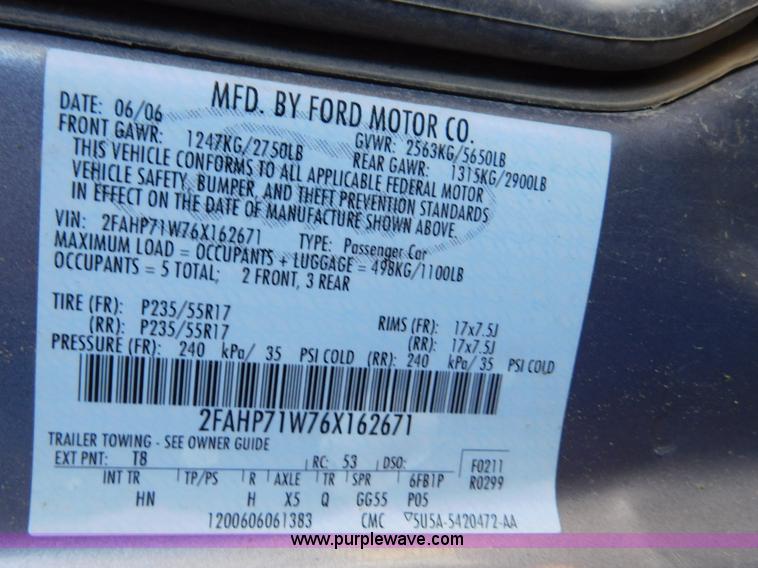 MFD. BY FORD MOTOR CO.
DATE: 06/06 GVWR: 2563KG/5650LB
FRONT GAWR: 1247KG/2750LB REAR GAWR: 1315KG/2900LB
THIS VEHICLE CONFORMS TO ALL APPLICABLE FEDERAL MOTOR
VEHICLE SAFETY, BUMPER, AND THEFT PREVENTION STANDARDS
IN EFFECT ON THE DATE OF MANUFACTURE SHOWN ABOVE.
VIN: 2FAHP71W76X162671 TYPE: Passenger Car
MAXIMUM LOAD = OCCUPANTS + LUGGAGE = 498KG/1100LB
OCCUPANTS = 5 TOTAL; 2 FRONT, 3 REAR
TIRE (FR): P235/55R17 RIMS (FR): 17x7.5J
(RR): P235/55R17 (RR): 17x7.5J
PRESSURE (FR): 240 kPa/ 35 PSI COLD (RR): 240 kPa/ 35 PSI COLD
2FAHP71W76X162671
TRAILER TOWING - SEE OWNER GUIDE
EXT PNT: T8 RC: 53 DSO: F0211
INT TR TP/PS R AXLE TR SPR 6FB1P R0299
HN H X5 Q GG55 P05
1200606061383 CMC ▽5U5A-5420472-AA
www.purplewave.com